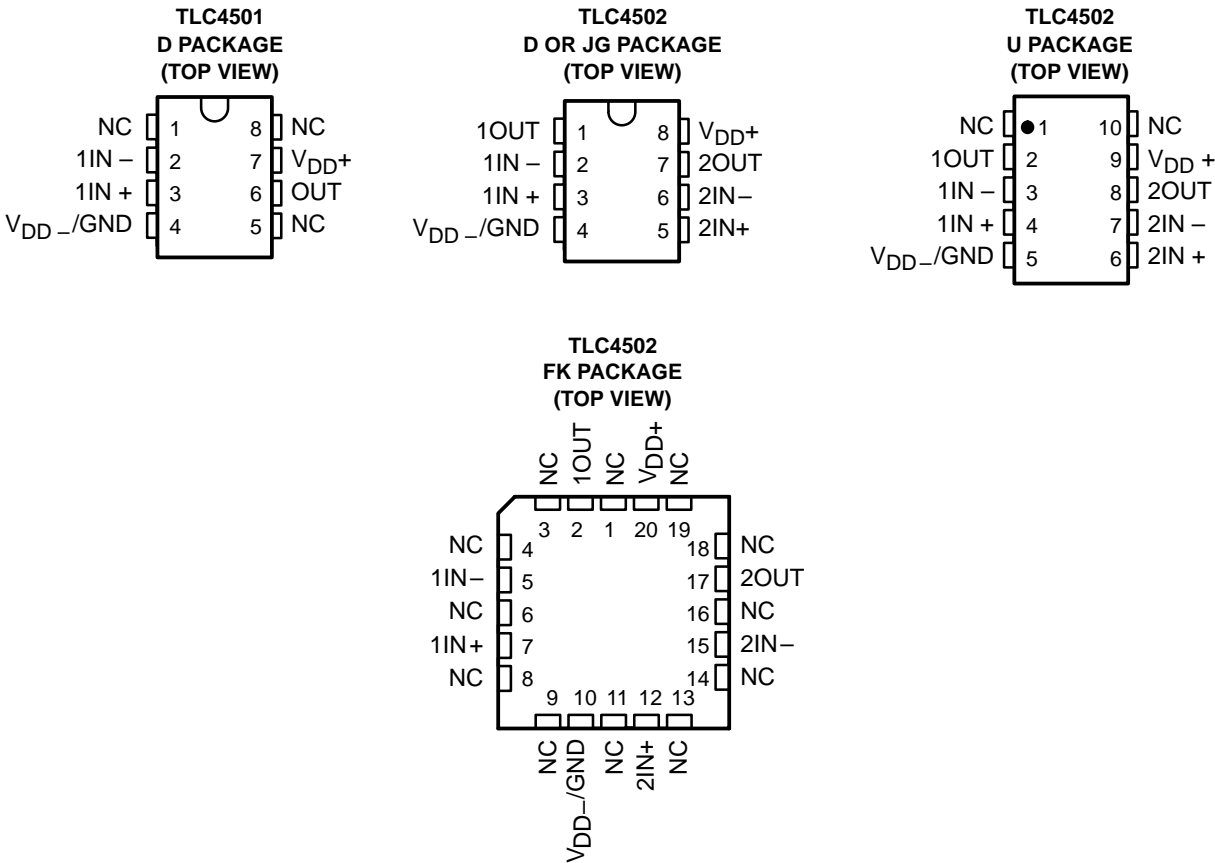 TLC4501
D PACKAGE
(TOP VIEW)
NC 1 8 NC
1IN – 2 7 VDD+
1IN + 3 6 OUT
VDD –/GND 4 5 NC
TLC4502
D OR JG PACKAGE
(TOP VIEW)
1OUT 1 8 VDD+
1IN – 2 7 2OUT
1IN + 3 6 2IN–
VDD –/GND 4 5 2IN+
TLC4502
U PACKAGE
(TOP VIEW)
NC 1 10 NC
1OUT 2 9 VDD +
1IN – 3 8 2OUT
1IN + 4 7 2IN –
VDD–/GND 5 6 2IN +
TLC4502
FK PACKAGE
(TOP VIEW)
NC 1OUT NC VDD+ NC
3 2 1 20 19
NC 4 18 NC
1IN– 5 17 2OUT
NC 6 16 NC
1IN+ 7 15 2IN–
NC 8 14 NC
9 10 11 12 13
NC VDD–/GND NC 2IN+ NC